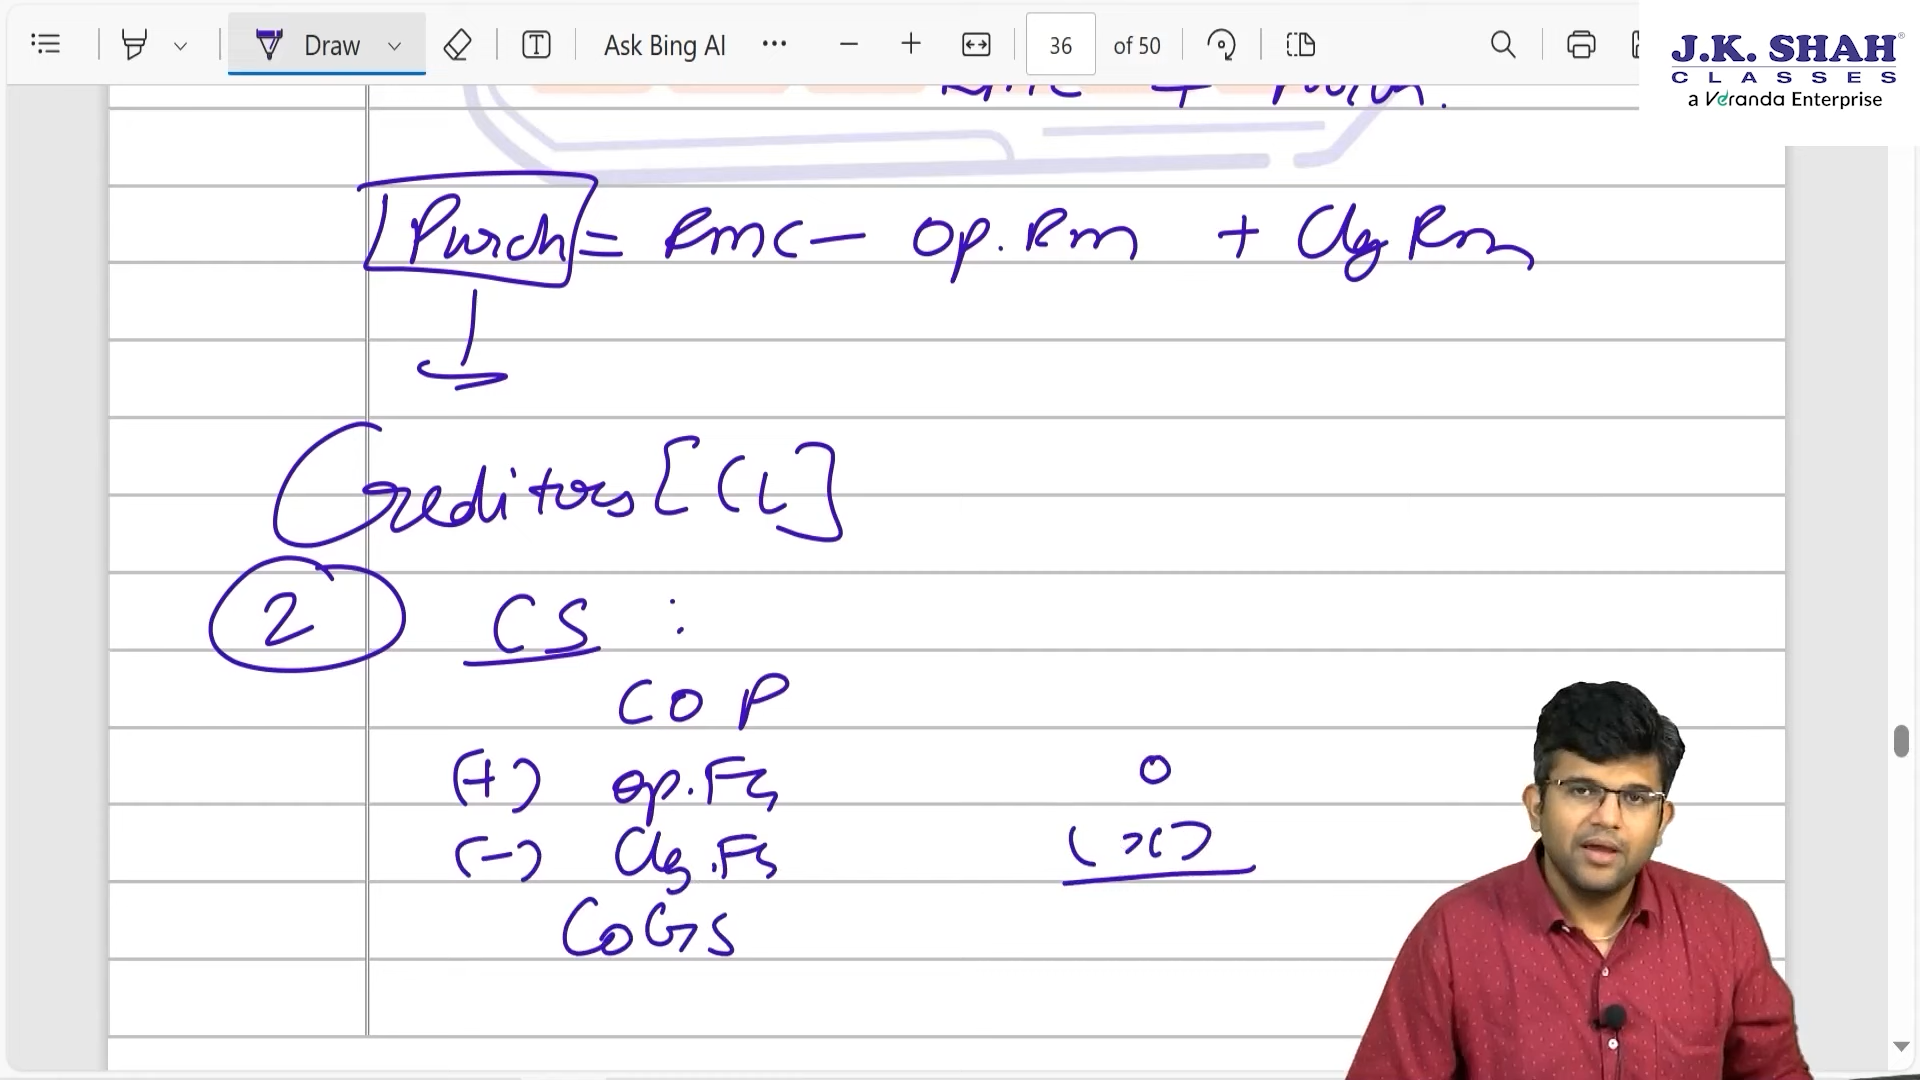 Draw
Ask Bing AI
36 of 50
J.K. SHAH
CLASSES
a Veranda Enterprise
Purch = RMC - Op. Rm + Clg Rm
Creditors [CL]
2 CS :
COP
(+) Op. FG 0
(-) Clg. FG (x)
COGS